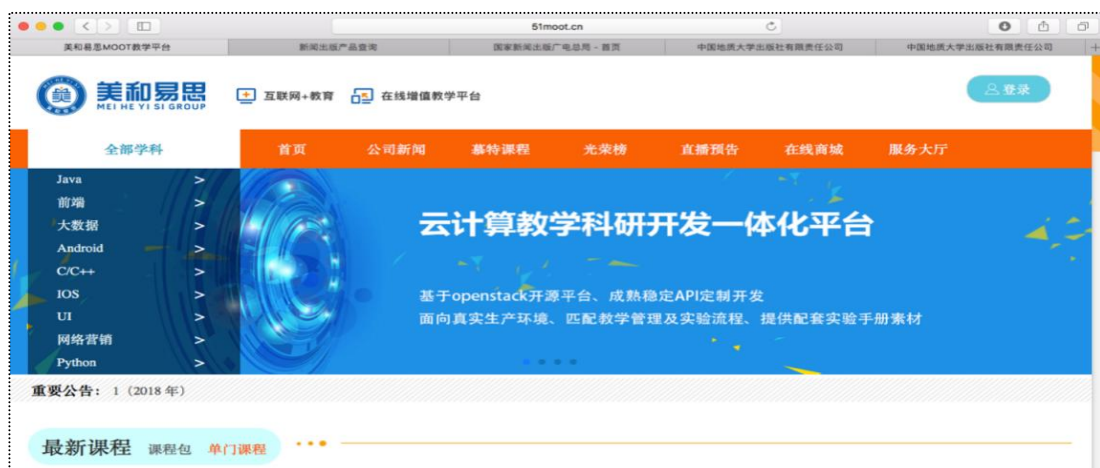 51moot.cn
美和易思MOOT教学平台
新闻出版产品查询
国家新闻出版广电总局 - 首页
中国地质大学出版社有限责任公司
中国地质大学出版社有限责任公司
美和易思
MEI HE YI SI GROUP
互联网+教育
在线增值教学平台
登录
全部学科
首页
公司新闻
慕特课程
光荣榜
直播预告
在线商城
服务大厅
Java >
前端 >
大数据 >
Android >
C/C++ >
IOS >
UI >
网络营销 >
Python >
云计算教学科研开发一体化平台
基于openstack开源平台、成熟稳定API定制开发
面向真实生产环境、匹配教学管理及实验流程、提供配套实验手册素材
重要公告： 1（2018 年）
最新课程 课程包 单门课程